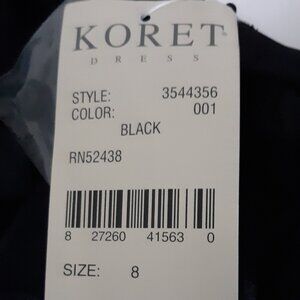 KORET
DRESS
STYLE: 3544356
COLOR: 001
BLACK
RN52438
8 27260 41563 0
SIZE: 8